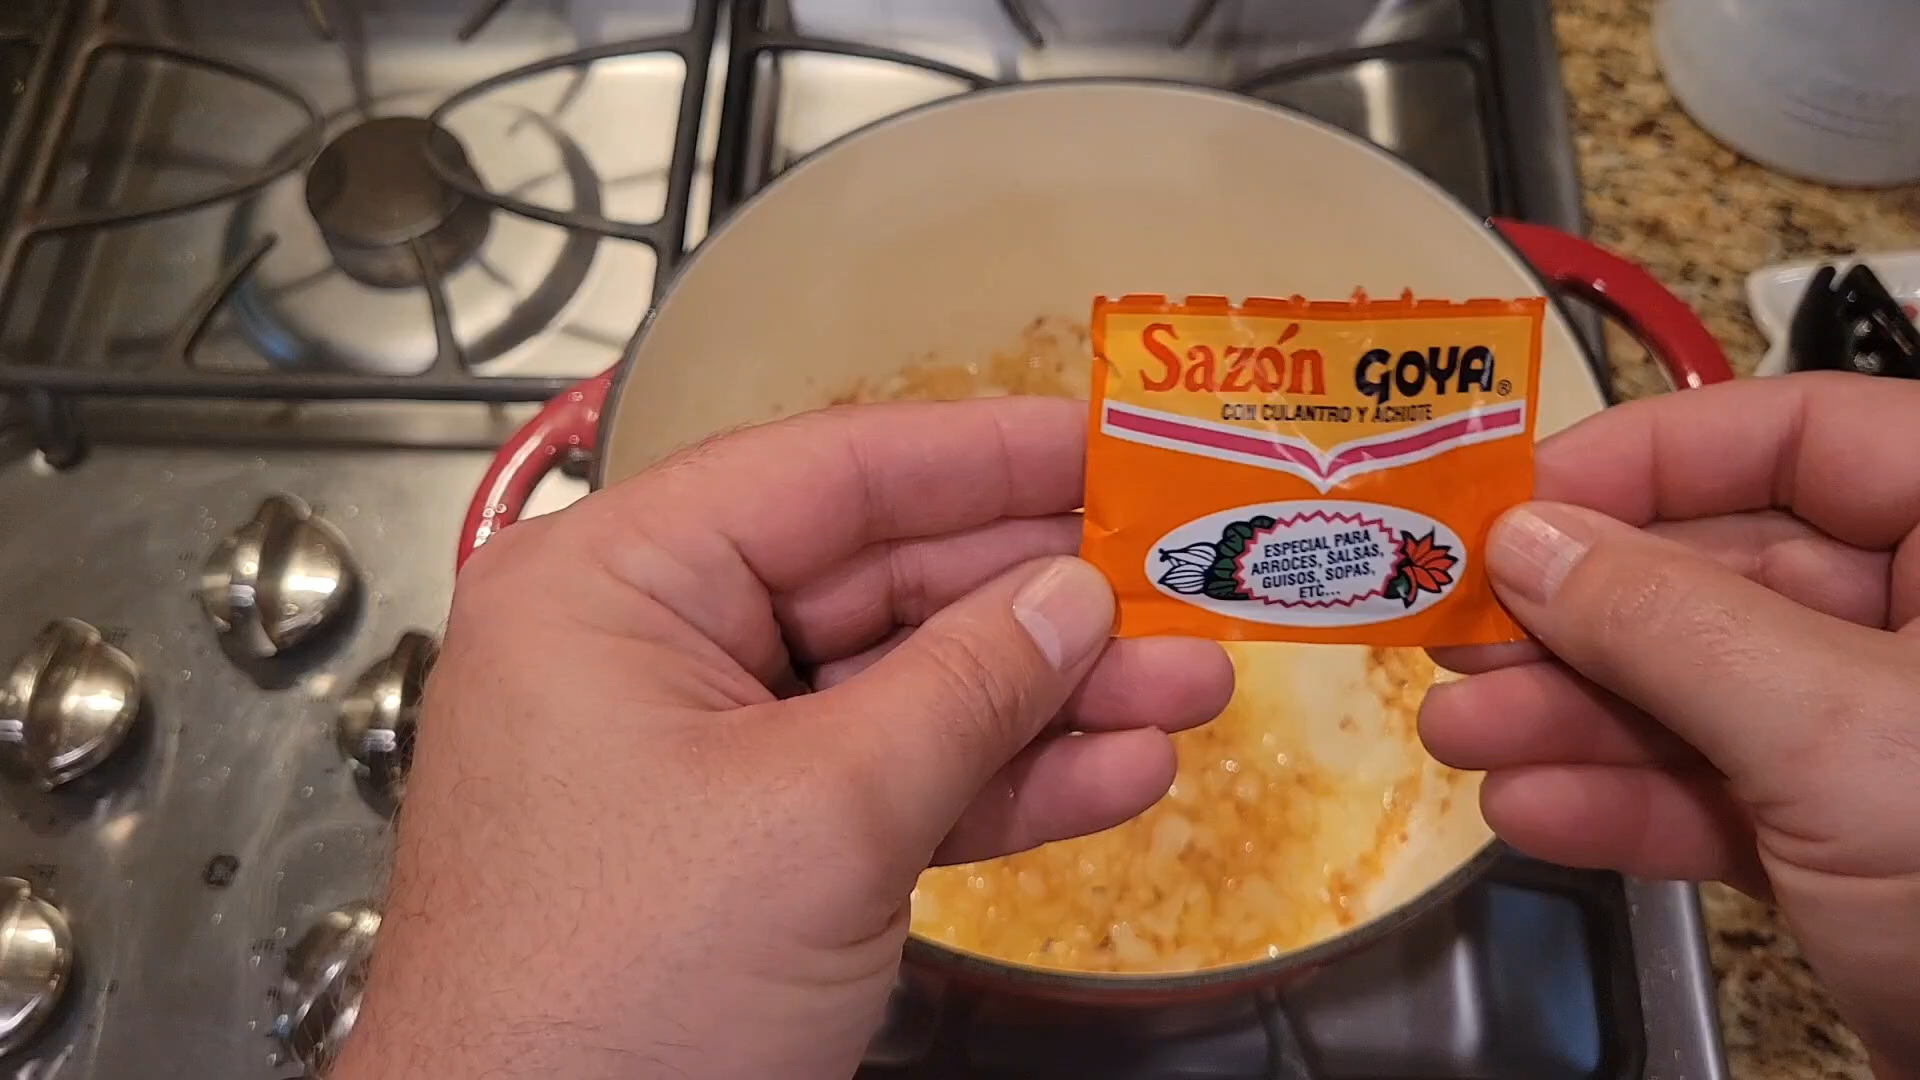 Sazón GOYA®
CON CULANTRO Y ACHIOTE
ESPECIAL PARA
ARROCES, SALSAS,
GUISOS, SOPAS,
ETC...